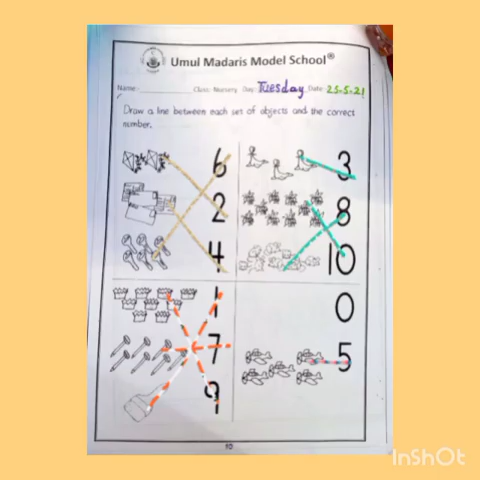 Umul Madaris Model School®
Name: Class: Nursery Day: Tuesday Date: 25.5.21
Draw a line between each set of objects and the correct
number.
6
2
4
3
8
10
1
7
9
0
5
InShOt